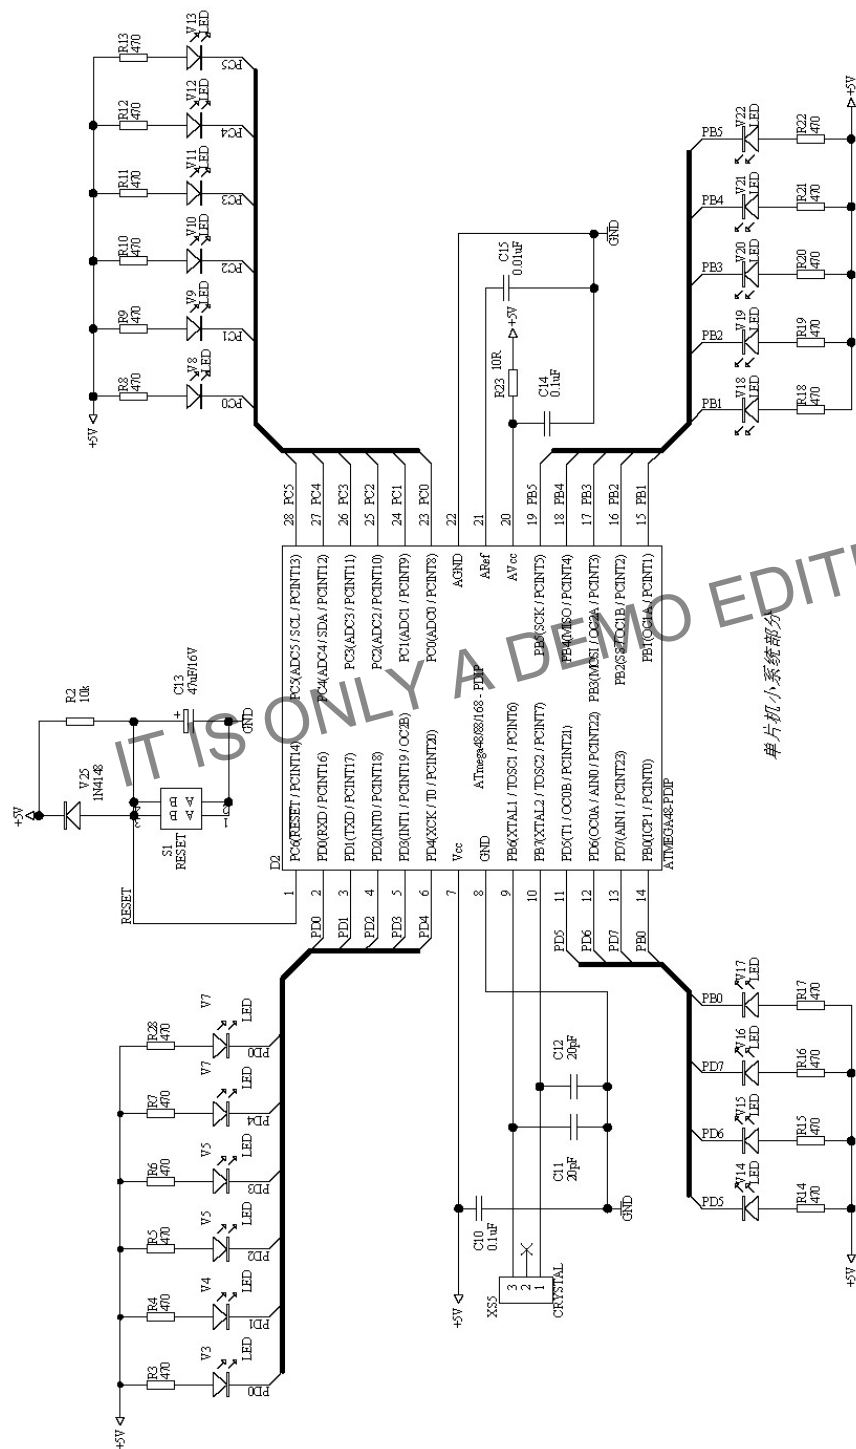 +5V
R3
470
V3
LED
PD0
R4
470
V4
LED
PD1
R5
470
V5
LED
PD2
R6
470
V5
LED
PD3
R7
470
V7
LED
PD4
R28
470
V7
LED
PD0
+5V
V25
1N4148
R2
10k
S1
RESET
A B
A B
C13
+
47uF/16V
GND
RESET
+5V
R8
470
V8
LED
PC0
R9
470
V9
LED
PC1
R10
470
V10
LED
PC2
R11
470
V11
LED
PC3
R12
470
V12
LED
PC4
R13
470
V13
LED
PC5
D2
PD0
PD1
PD2
PD3
PD4
PD5
PD6
PD7
PB0
1 PC6(RESET / PCINT14)
2 PD0(RXD / PCINT16)
3 PD1(TXD / PCINT17)
4 PD2(INT0 / PCINT18)
5 PD3(INT1 / PCINT19 / OC2B)
6 PD4(XCK / T0 / PCINT20)
7 Vcc
8 GND
9 PB6(XTAL1 / TOSC1 / PCINT6)
10 PB7(XTAL2 / TOSC2 / PCINT7)
11 PD5(T1 / OC0B / PCINT21)
12 PD6(OC0A / AIN0 / PCINT22)
13 PD7(AIN1 / PCINT23)
14 PB0(ICP1 / PCINT0)
ATmega48/88/168 - PDIP
ATMEGA48-PDIP
PC5(ADC5 / SCL / PCINT13) 28 PC5
PC4(ADC4 / SDA / PCINT12) 27 PC4
PC3(ADC3 / PCINT11) 26 PC3
PC2(ADC2 / PCINT10) 25 PC2
PC1(ADC1 / PCINT9) 24 PC1
PC0(ADC0 / PCINT8) 23 PC0
AGND 22
ARef 21
AVcc 20
PB5(SCK / PCINT5) 19 PB5
PB4(MISO / PCINT4) 18 PB4
PB3(MOSI / OC2A / PCINT3) 17 PB3
PB2(SS / OC1B / PCINT2) 16 PB2
PB1(OC1A / PCINT1) 15 PB1
+5V
XS5
3
2
1
CRYSTAL
C10
0.1uF
C11
20pF
C12
20pF
GND
R23 10R
+5V
C14
0.1uF
C15
0.01uF
GND
PD5
V14
LED
R14
470
PD6
V15
LED
R15
470
PD7
V16
LED
R16
470
PB0
V17
LED
R17
470
+5V
PB1
V18
LED
R18
470
PB2
V19
LED
R19
470
PB3
V20
LED
R20
470
PB4
V21
LED
R21
470
PB5
V22
LED
R22
470
+5V
单片机小系统部分
IT IS ONLY A DEMO EDITI